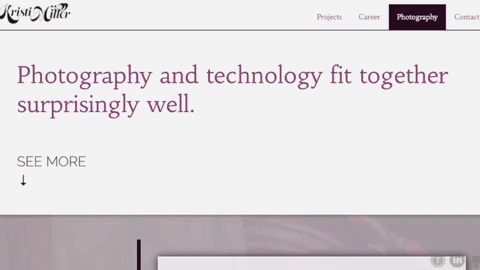 Kristi Miller
Projects Career Photography Contact
Photography and technology fit together
surprisingly well.
SEE MORE